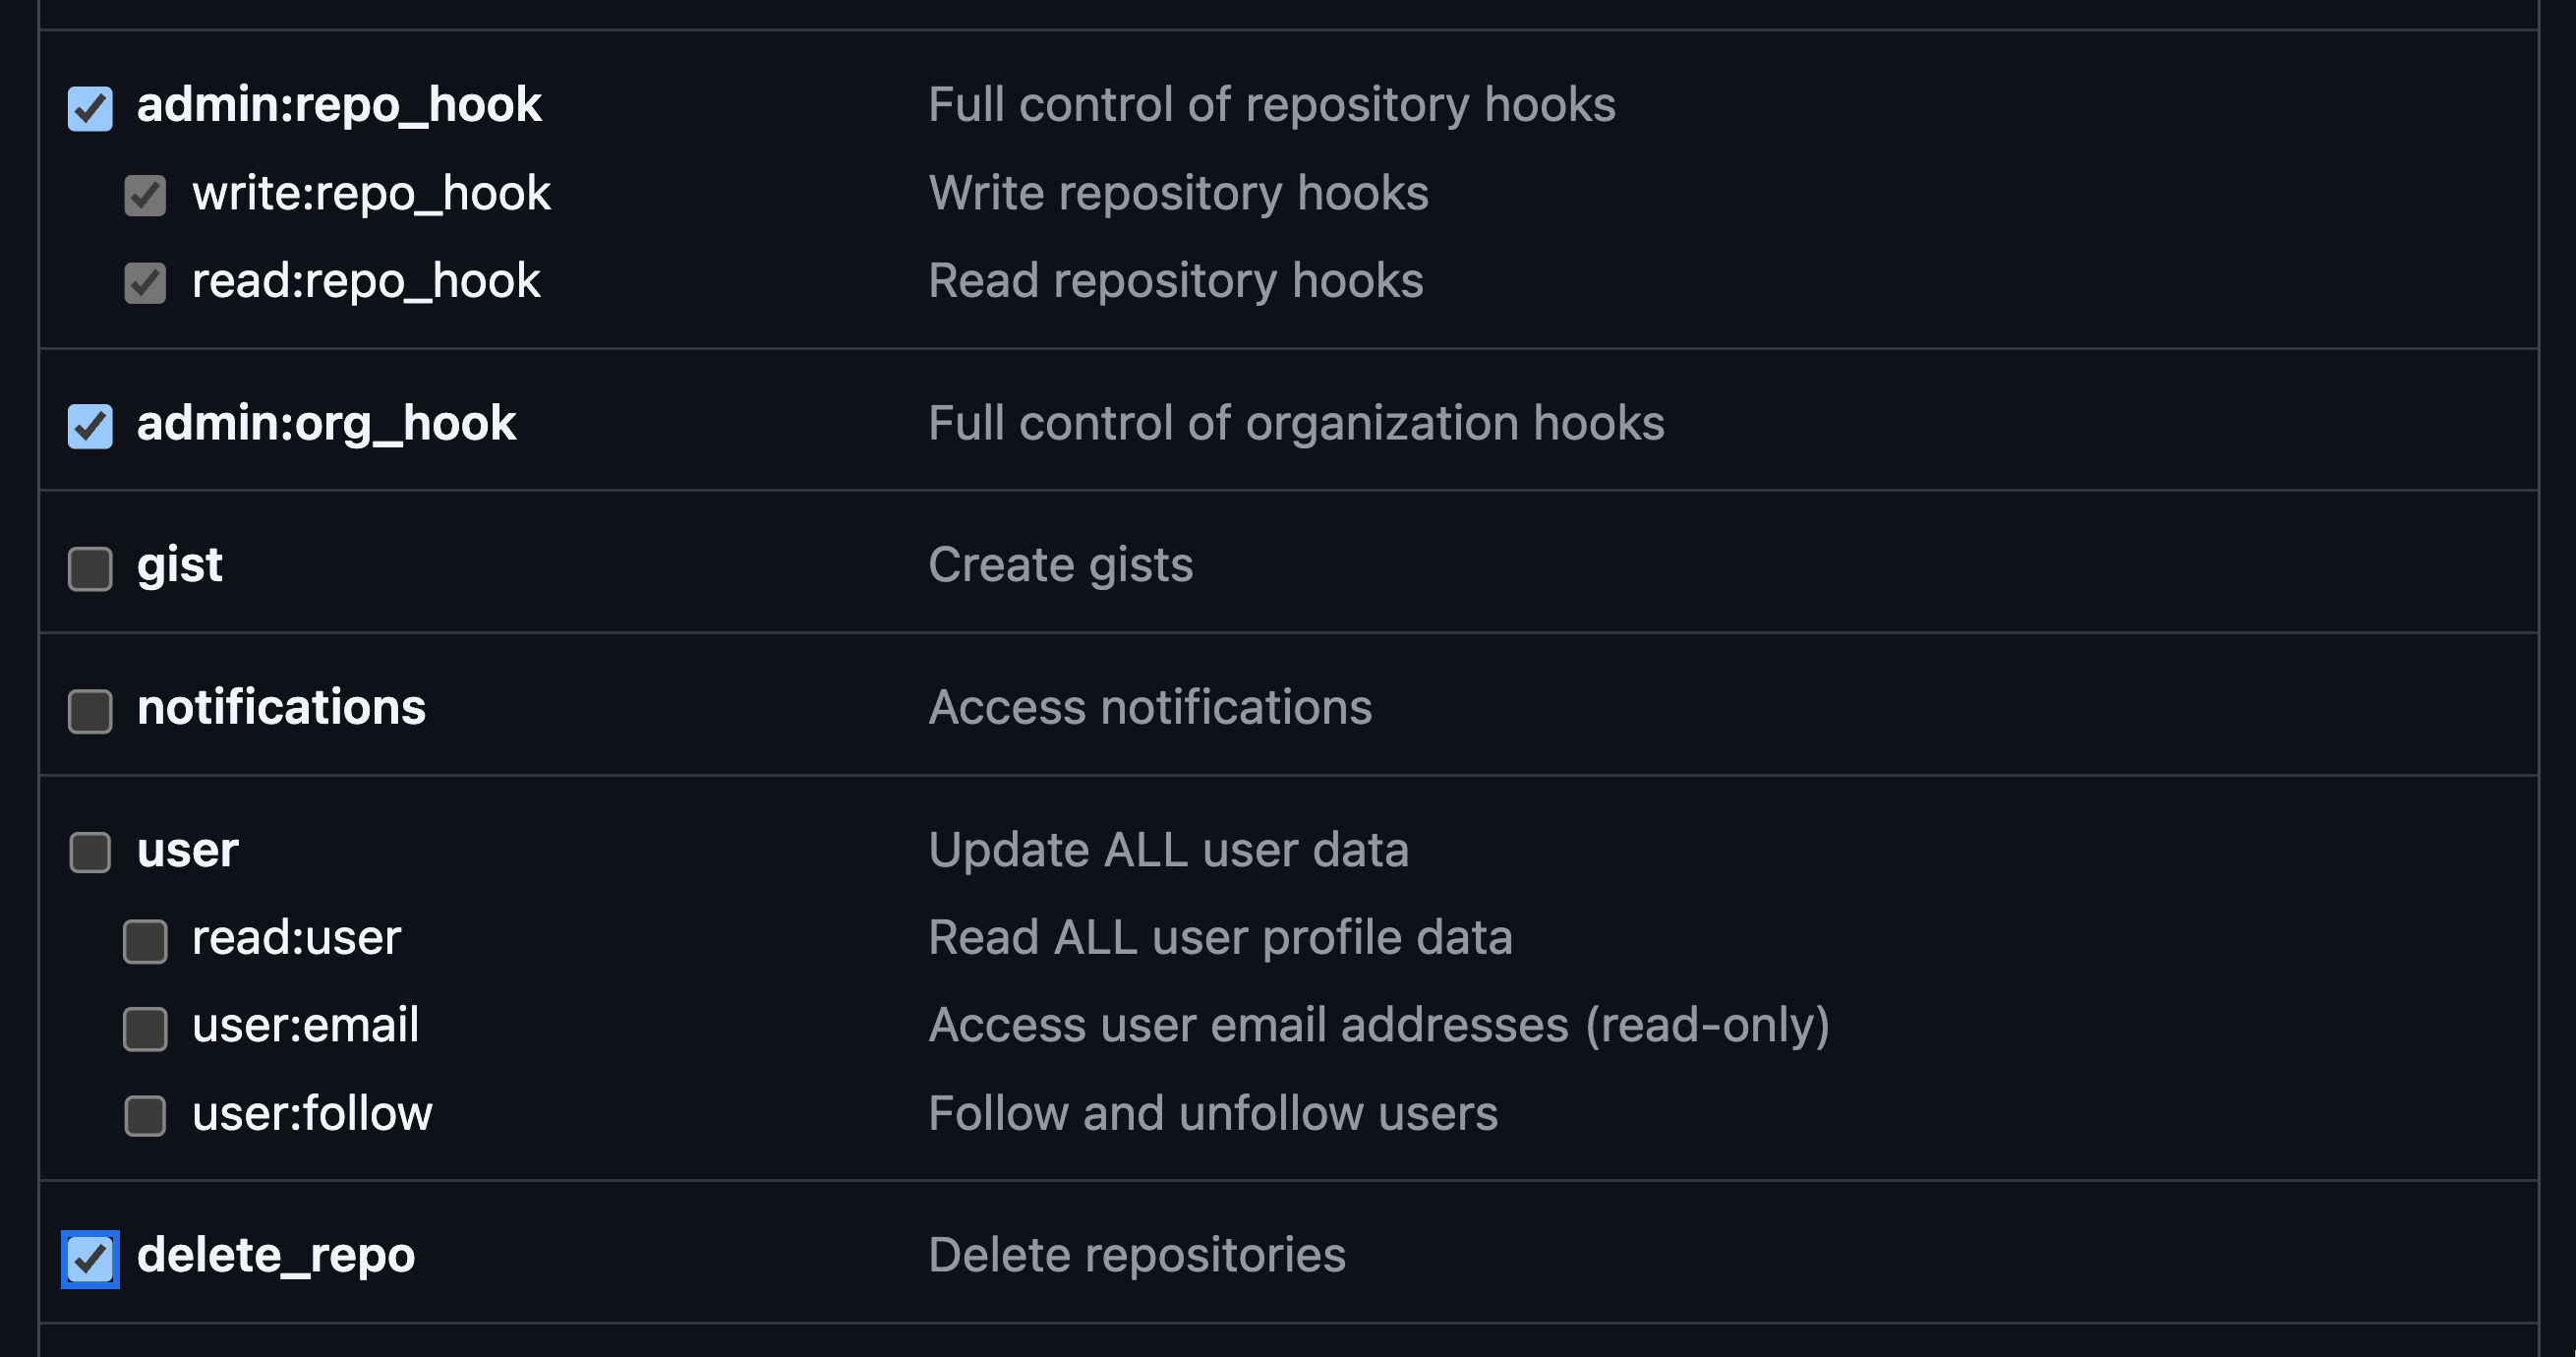 admin:repo_hook Full control of repository hooks
write:repo_hook Write repository hooks
read:repo_hook Read repository hooks
admin:org_hook Full control of organization hooks
gist Create gists
notifications Access notifications
user Update ALL user data
read:user Read ALL user profile data
user:email Access user email addresses (read-only)
user:follow Follow and unfollow users
delete_repo Delete repositories